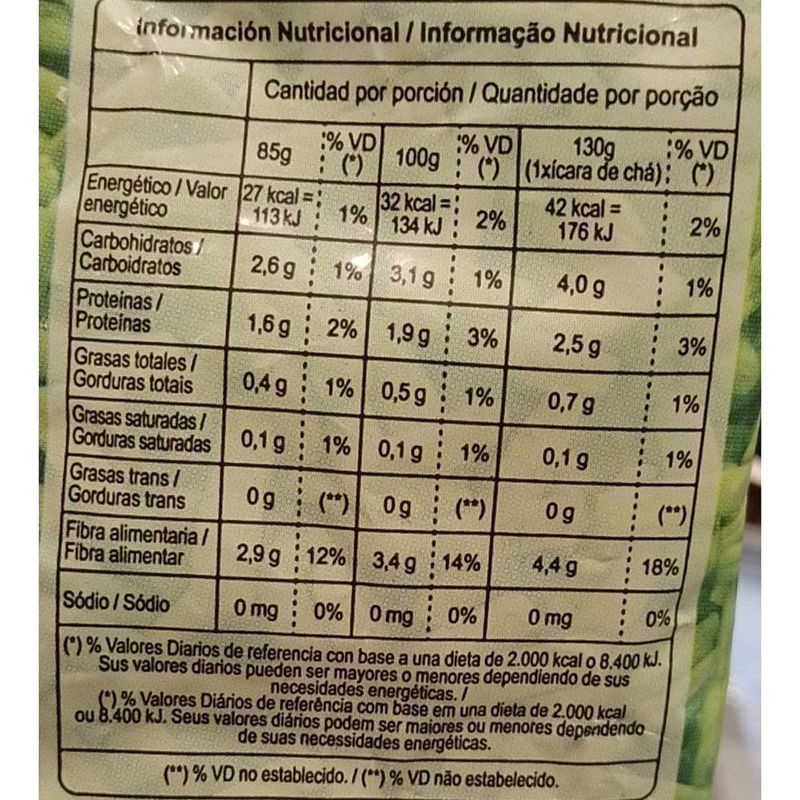 Información Nutricional / Informação Nutricional
Cantidad por porción / Quantidade por porção
85g % VD (*) 100g % VD (*) 130g (1xícara de chá) % VD (*)
Energético / Valor energético 27 kcal = 113 kJ 1% 32 kcal = 134 kJ 2% 42 kcal = 176 kJ 2%
Carbohidratos / Carboidratos 2,6 g 1% 3,1 g 1% 4,0 g 1%
Proteinas / Proteinas 1,6 g 2% 1,9 g 3% 2,5 g 3%
Grasas totales / Gorduras totais 0,4 g 1% 0,5 g 1% 0,7 g 1%
Grasas saturadas / Gorduras saturadas 0,1 g 1% 0,1 g 1% 0,1 g 1%
Grasas trans / Gorduras trans 0 g (**) 0 g (**) 0 g (**)
Fibra alimentaria / Fibra alimentar 2,9 g 12% 3,4 g 14% 4,4 g 18%
Sódio / Sódio 0 mg 0% 0 mg 0% 0 mg 0%
(*) % Valores Diarios de referencia con base a una dieta de 2.000 kcal o 8.400 kJ.
Sus valores diarios pueden ser mayores o menores dependiendo de sus
necesidades energéticas. /
(*) % Valores Diários de referência com base em uma dieta de 2.000 kcal
ou 8.400 kJ. Seus valores diários podem ser maiores ou menores dependendo
de suas necessidades energéticas.
(**) % VD no establecido. / (**) % VD não estabelecido.